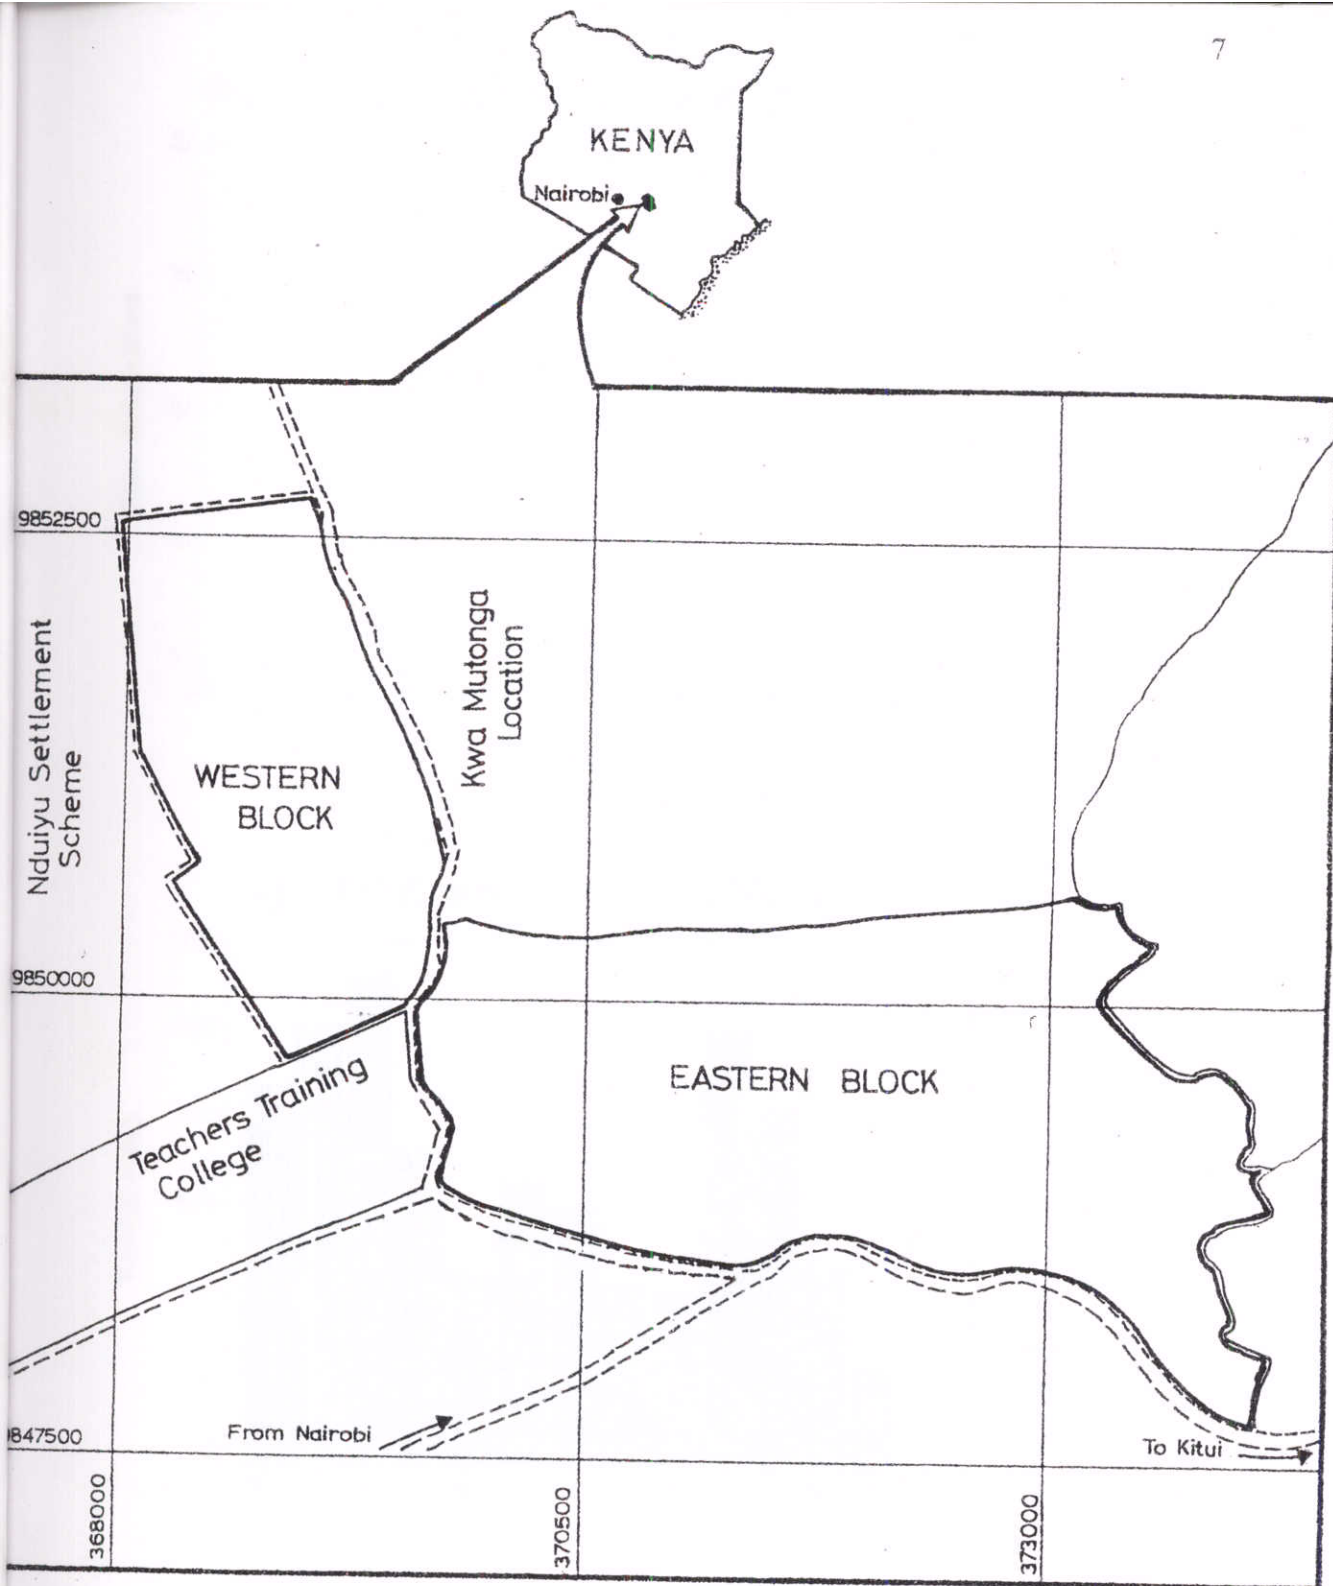 7
KENYA
Nairobi
9852500
Nduiyu Settlement
Scheme
Kwa Mutonga
Location
WESTERN
BLOCK
9850000
EASTERN BLOCK
Teachers Training
College
From Nairobi
9847500
To Kitui
368000
370500
373000